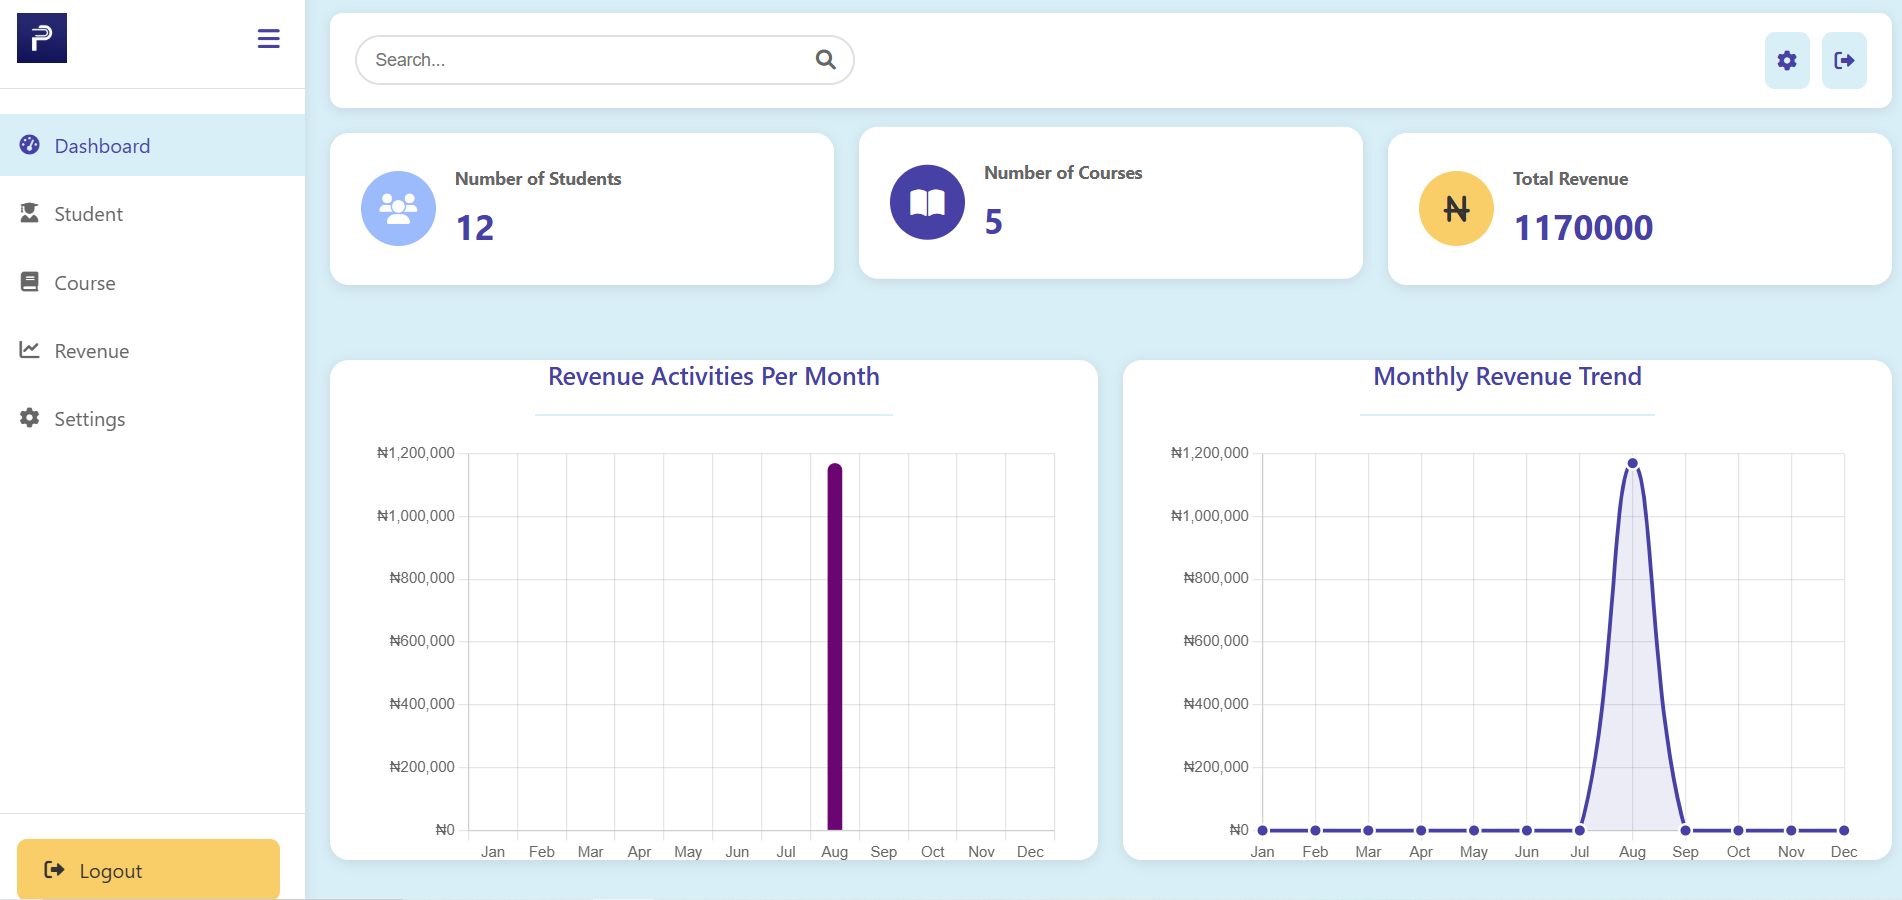 P
Search...
Dashboard
Student
Course
Revenue
Settings
Logout
Number of Students
12
Number of Courses
5
₦
Total Revenue
1170000
Revenue Activities Per Month
₦1,200,000
₦1,000,000
₦800,000
₦600,000
₦400,000
₦200,000
₦0
Jan Feb Mar Apr May Jun Jul Aug Sep Oct Nov Dec
Monthly Revenue Trend
₦1,200,000
₦1,000,000
₦800,000
₦600,000
₦400,000
₦200,000
₦0
Jan Feb Mar Apr May Jun Jul Aug Sep Oct Nov Dec